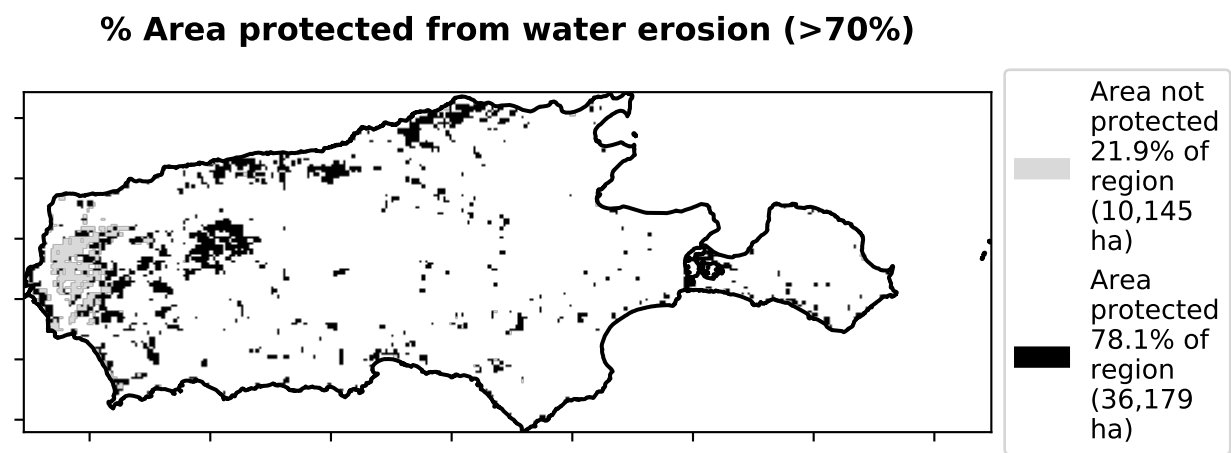 % Area protected from water erosion (>70%)
Area not
protected
21.9% of
region
(10,145
ha)
Area
protected
78.1% of
region
(36,179
ha)